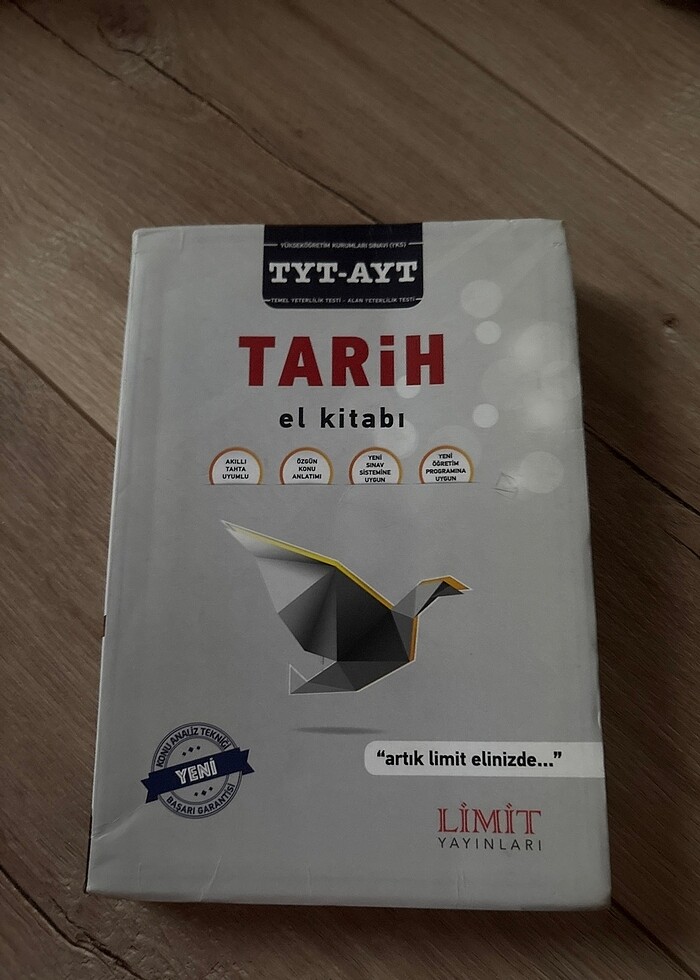 YÜKSEKÖĞRETİM KURUMLARI SINAVI (YKS)
TYT-AYT
TEMEL YETERLİLİK TESTİ - ALAN YETERLİLİK TESTİ
TARiH
el kitabı
AKILLI
TAHTA
UYUMLU
ÖZGÜN
KONU
ANLATIMI
YENİ
SINAV
SİSTEMİNE
UYGUN
YENİ
ÖĞRETİM
PROGRAMINA
UYGUN
KONU ANALİZ TEKNİĞİ
YENİ
BAŞARI GARANTİSİ
“artık limit elinizde...”
LİMİT
YAYINLARI